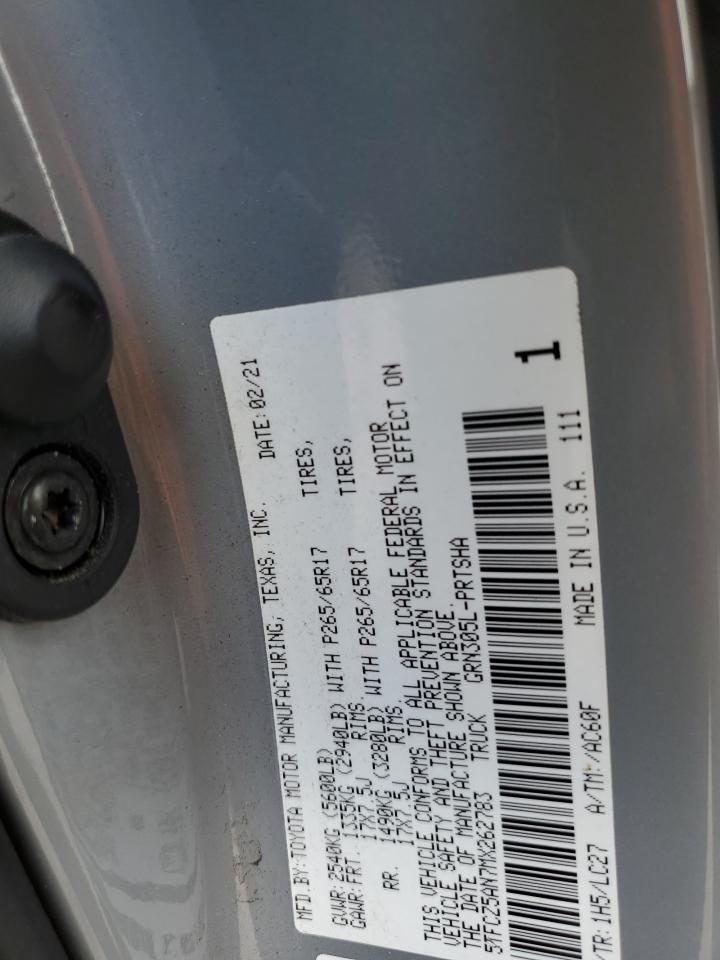 MFD.BY:TOYOTA MOTOR MANUFACTURING, TEXAS, INC. DATE:02/21
GVWR:2540KG (5600LB)
GAWR:FRT. 1335KG (2940LB) WITH P265/65R17 TIRES,
17X7.5J RIMS.
RR. 1490KG (3280LB) WITH P265/65R17 TIRES,
17X7.5J RIMS.
THIS VEHICLE CONFORMS TO ALL APPLICABLE FEDERAL MOTOR
VEHICLE SAFETY AND THEFT PREVENTION STANDARDS IN EFFECT ON
THE DATE OF MANUFACTURE SHOWN ABOVE.
5TFCZ5AN7MX262783 TRUCK GRN305L-PRTSHA
1
/TR: 1H5/LC27 A/TM: /AC60F MADE IN U.S.A. 111